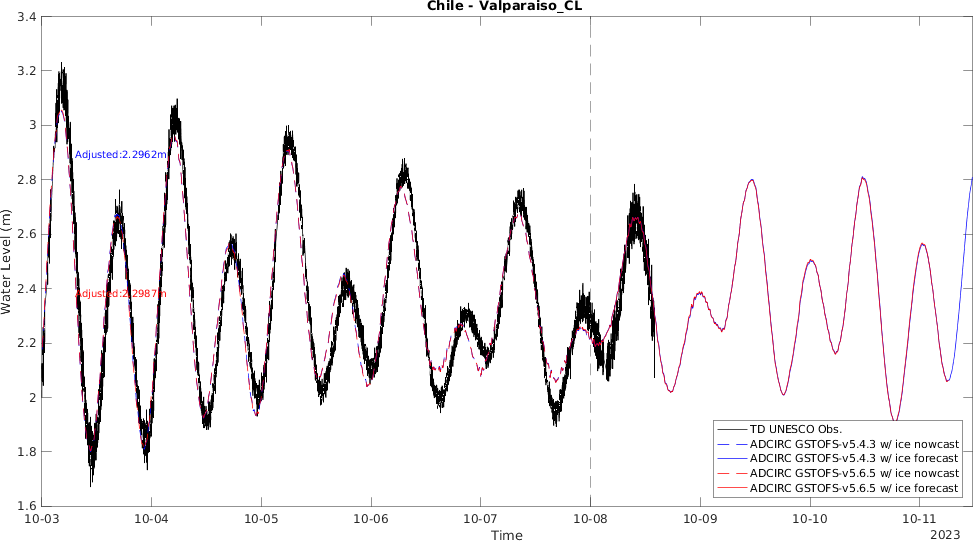 Chile - Valparaiso_CL
3.4
3.2
3
2.8
2.6
2.4
2.2
2
1.8
1.6
Water Level (m)
Adjusted:2.2962m
Adjusted:2.2987m
TD UNESCO Obs.
ADCIRC GSTOFS-v5.4.3 w/ ice nowcast
ADCIRC GSTOFS-v5.4.3 w/ ice forecast
ADCIRC GSTOFS-v5.6.5 w/ ice nowcast
ADCIRC GSTOFS-v5.6.5 w/ ice forecast
10-03 10-04 10-05 10-06 10-07 10-08 10-09 10-10 10-11
Time
2023